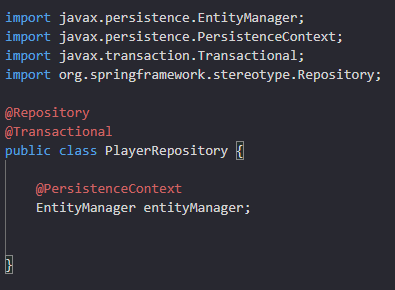 import javax.persistence.EntityManager;
import javax.persistence.PersistenceContext;
import javax.transaction.Transactional;
import org.springframework.stereotype.Repository;
@Repository
@Transactional
public class PlayerRepository {
@PersistenceContext
EntityManager entityManager;
}